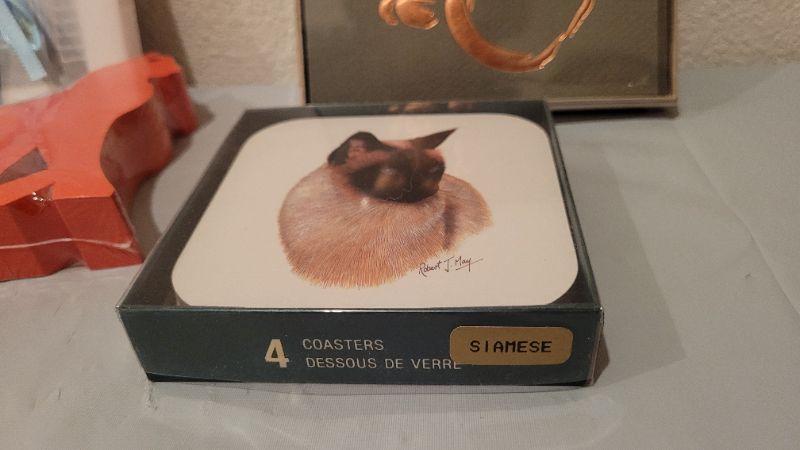 Robert J. May
4 COASTERS
DESSOUS DE VERRE
SIAMESE